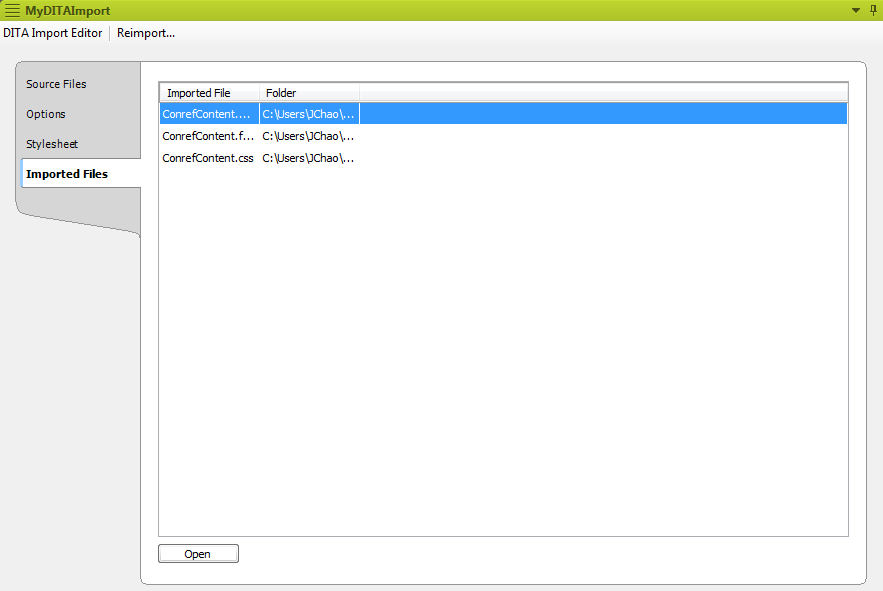 MyDITAImport
DITA Import Editor Reimport...
Source Files
Options
Stylesheet
Imported Files
Imported File Folder
ConrefContent.... C:\Users\JChao\...
ConrefContent.f... C:\Users\JChao\...
ConrefContent.css C:\Users\JChao\...
Open